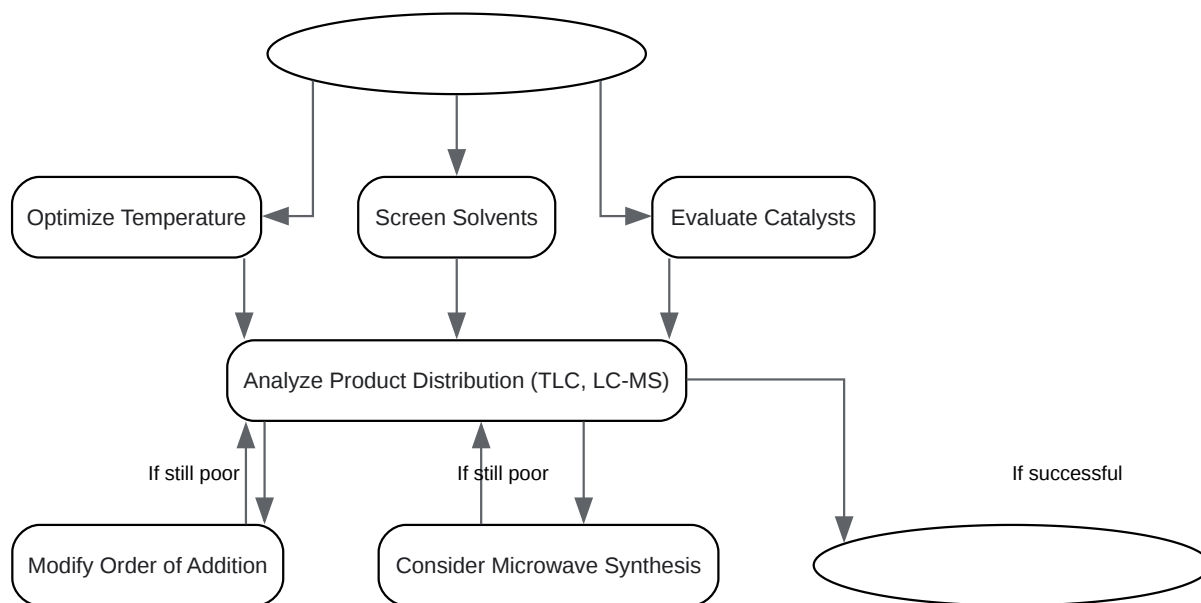 Optimize Temperature
Screen Solvents
Evaluate Catalysts
Analyze Product Distribution (TLC, LC-MS)
If still poor
If still poor
If successful
Modify Order of Addition
Consider Microwave Synthesis